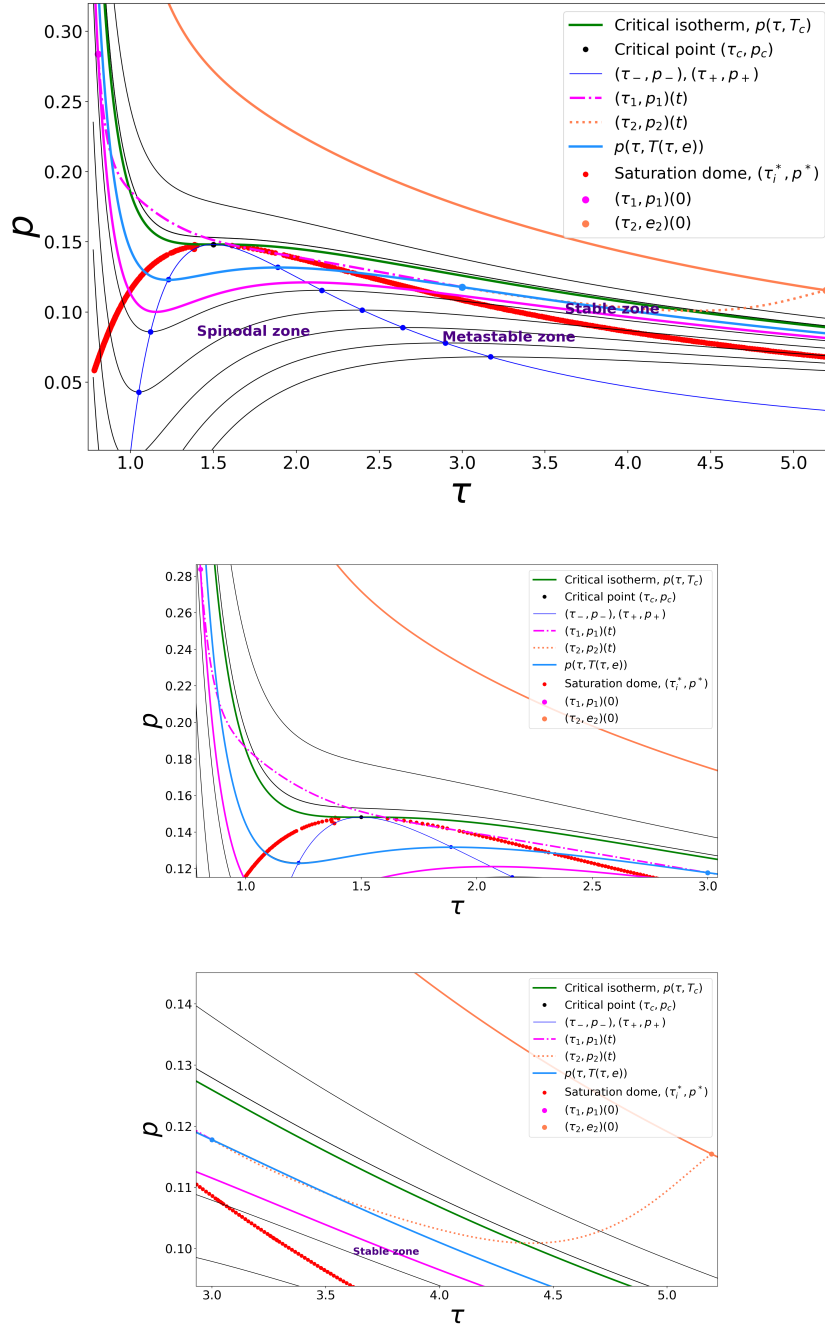 0.30
0.25
0.20
0.15
0.10
0.05
p
1.0 1.5 2.0 2.5 3.0 3.5 4.0 4.5 5.0
τ
Critical isotherm, p(τ, T_c)
Critical point (τ_c, p_c)
(τ_−, p_−), (τ_+, p_+)
(τ_1, p_1)(t)
(τ_2, p_2)(t)
p(τ, T(τ, e))
Saturation dome, (τ_i^*, p^*)
(τ_1, p_1)(0)
(τ_2, e_2)(0)
Stable zone
Spinodal zone
Metastable zone
0.28
0.26
0.24
0.22
0.20
0.18
0.16
0.14
0.12
p
1.0 1.5 2.0 2.5 3.0
τ
Critical isotherm, p(τ, T_c)
Critical point (τ_c, p_c)
(τ_−, p_−), (τ_+, p_+)
(τ_1, p_1)(t)
(τ_2, p_2)(t)
p(τ, T(τ, e))
Saturation dome, (τ_i^*, p^*)
(τ_1, p_1)(0)
(τ_2, e_2)(0)
0.14
0.13
0.12
0.11
0.10
p
3.0 3.5 4.0 4.5 5.0
τ
Critical isotherm, p(τ, T_c)
Critical point (τ_c, p_c)
(τ_−, p_−), (τ_+, p_+)
(τ_1, p_1)(t)
(τ_2, p_2)(t)
p(τ, T(τ, e))
Saturation dome, (τ_i^*, p^*)
(τ_1, p_1)(0)
(τ_2, e_2)(0)
Stable zone